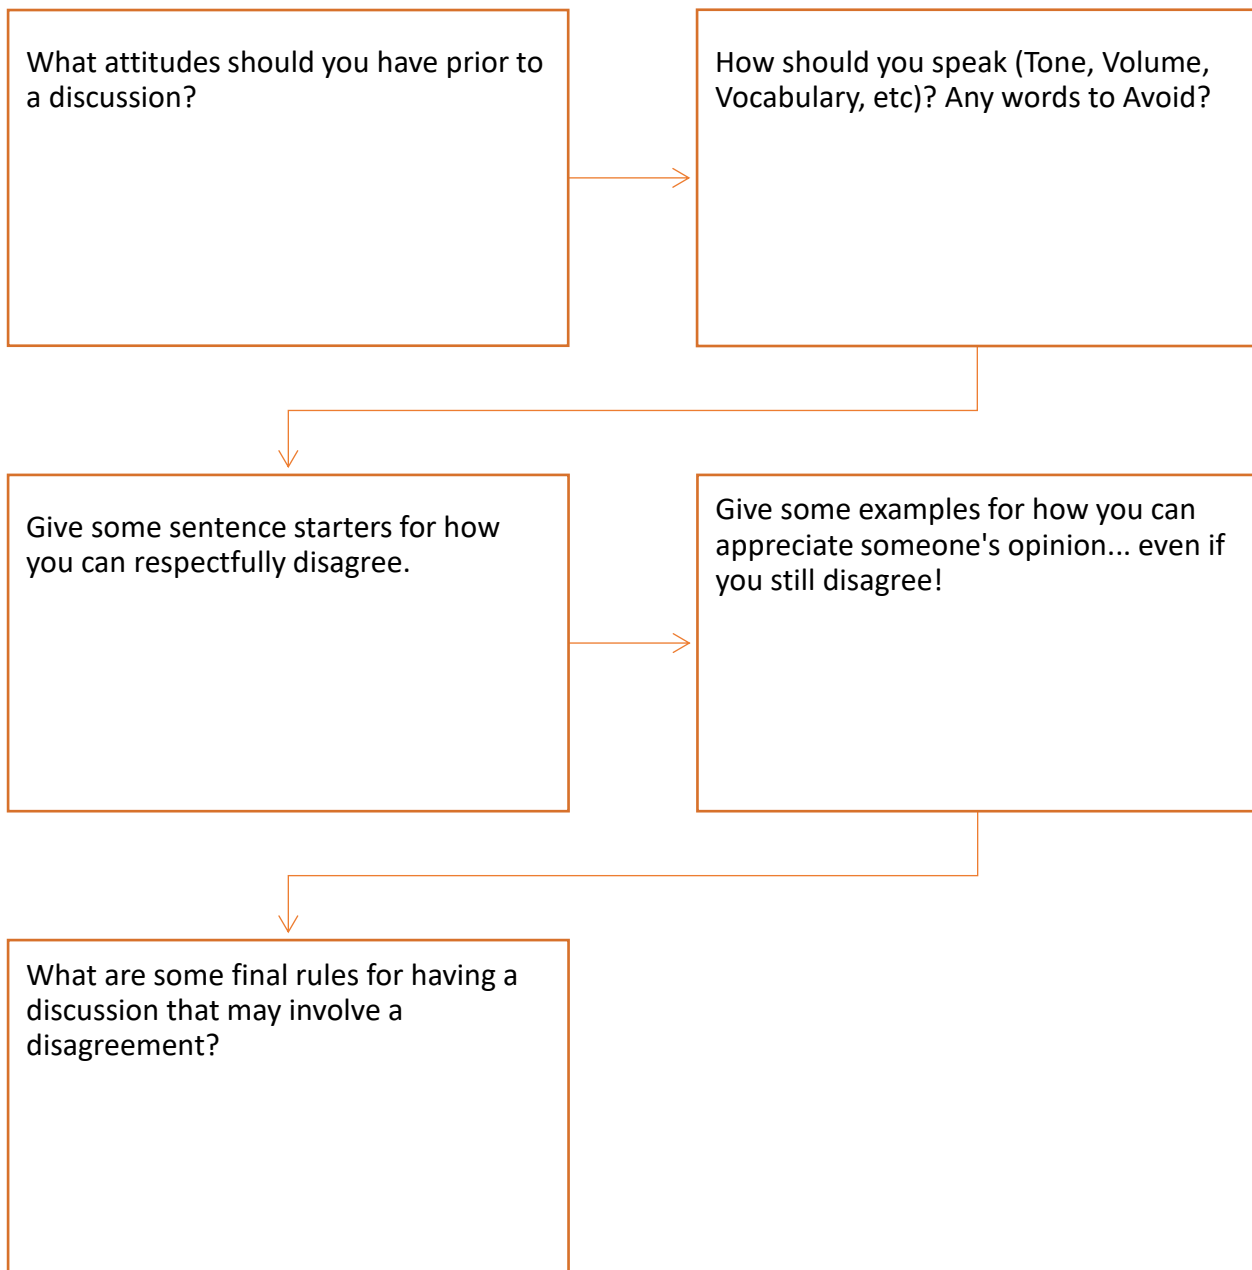 What attitudes should you have prior to
a discussion?
How should you speak (Tone, Volume,
Vocabulary, etc)? Any words to Avoid?
Give some sentence starters for how
you can respectfully disagree.
Give some examples for how you can
appreciate someone's opinion... even if
you still disagree!
What are some final rules for having a
discussion that may involve a
disagreement?